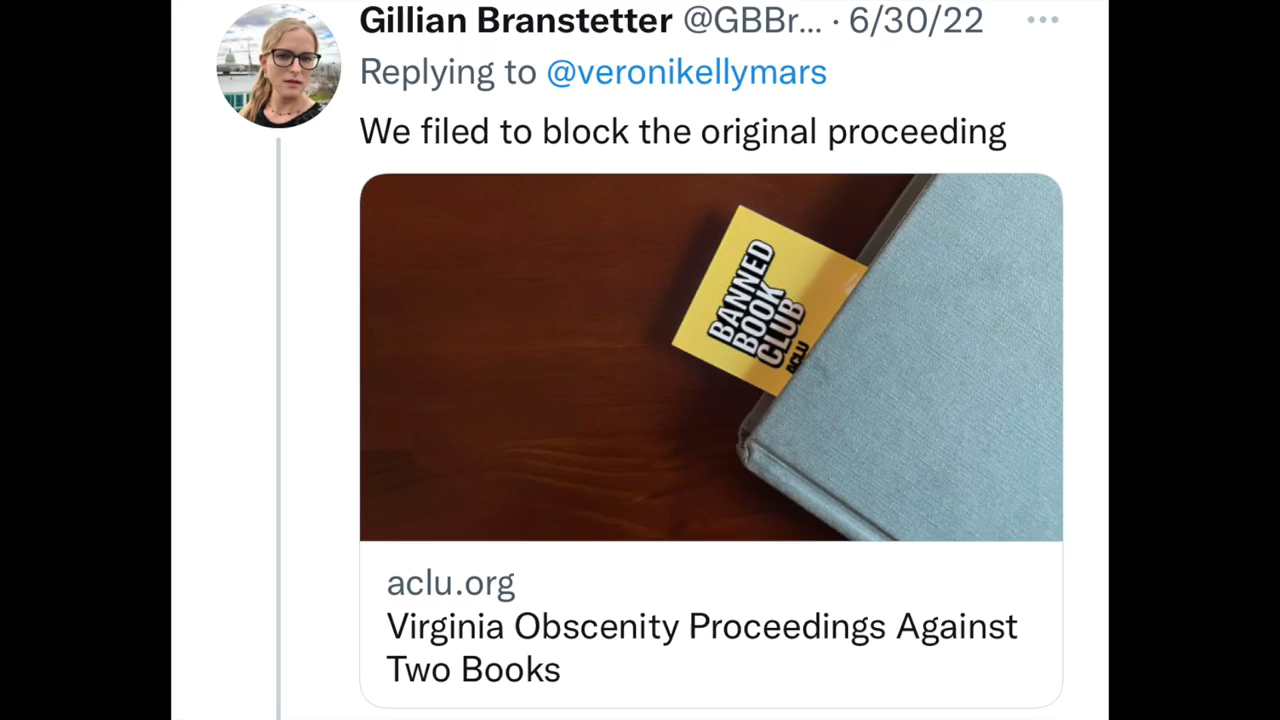 Gillian Branstetter @GBBr... · 6/30/22
Replying to @veronikellymars
We filed to block the original proceeding
BANNED
BOOK
CLUB
ACLU
aclu.org
Virginia Obscenity Proceedings Against
Two Books